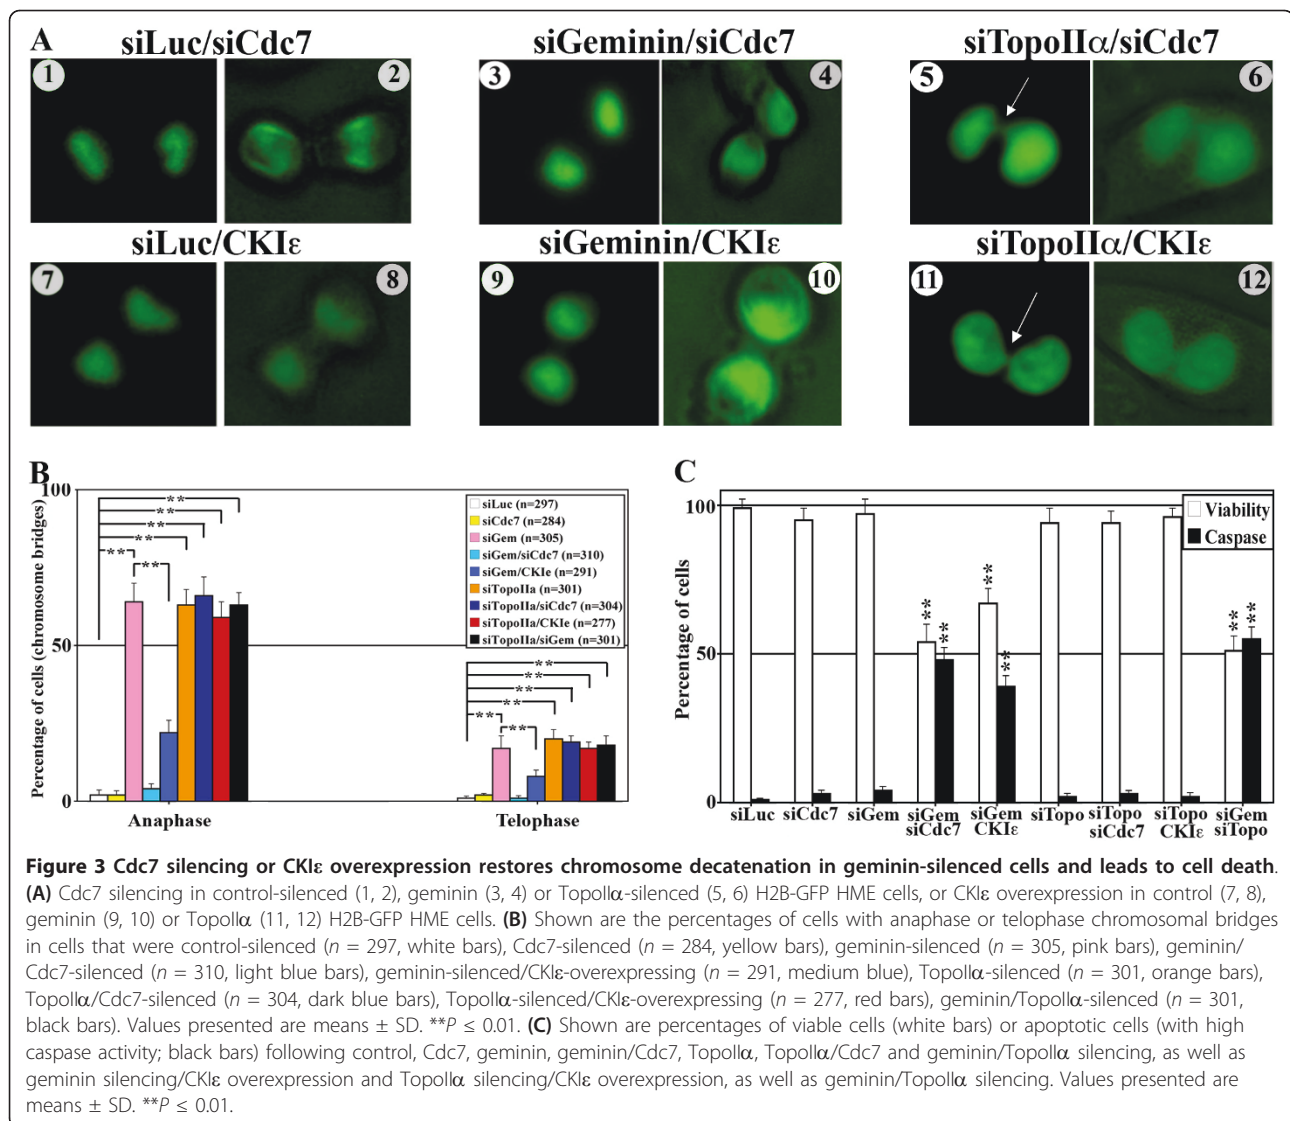 A
siLuc/siCdc7
siGeminin/siCdc7
siTopoIIα/siCdc7
1
2
3
4
5
6
siLuc/CKIε
siGeminin/CKIε
siTopoIIα/CKIε
7
8
9
10
11
12
B
Percentage of cells (chromosome bridges)
100
50
0
**
**
**
**
**
**
**
**
**
**
**
**
Anaphase
Telophase
siLuc (n=297)
siCdc7 (n=284)
siGem (n=305)
siGem/siCdc7 (n=310)
siGem/CKIe (n=291)
siTopoIIa (n=301)
siTopoIIa/siCdc7 (n=304)
siTopoIIa/CKIe (n=277)
siTopoIIa/siGem (n=301)
C
Percentage of cells
100
50
0
Viability
Caspase
**
**
**
**
**
**
siLuc
siCdc7
siGem
siGem siCdc7
siGem CKIε
siTopo
siTopo siCdc7
siTopo CKIε
siGem siTopo
Figure 3 Cdc7 silencing or CKIε overexpression restores chromosome decatenation in geminin-silenced cells and leads to cell death.
(A) Cdc7 silencing in control-silenced (1, 2), geminin (3, 4) or TopoIIα-silenced (5, 6) H2B-GFP HME cells, or CKIε overexpression in control (7, 8),
geminin (9, 10) or TopoIIα (11, 12) H2B-GFP HME cells. (B) Shown are the percentages of cells with anaphase or telophase chromosomal bridges
in cells that were control-silenced (n = 297, white bars), Cdc7-silenced (n = 284, yellow bars), geminin-silenced (n = 305, pink bars), geminin/
Cdc7-silenced (n = 310, light blue bars), geminin-silenced/CKIε-overexpressing (n = 291, medium blue), TopoIIα-silenced (n = 301, orange bars),
TopoIIα/Cdc7-silenced (n = 304, dark blue bars), TopoIIα-silenced/CKIε-overexpressing (n = 277, red bars), geminin/TopoIIα-silenced (n = 301,
black bars). Values presented are means ± SD. **P ≤ 0.01. (C) Shown are percentages of viable cells (white bars) or apoptotic cells (with high
caspase activity; black bars) following control, Cdc7, geminin, geminin/Cdc7, TopoIIα, TopoIIα/Cdc7 and geminin/TopoIIα silencing, as well as
geminin silencing/CKIε overexpression and TopoIIα silencing/CKIε overexpression, as well as geminin/TopoIIα silencing. Values presented are
means ± SD. **P ≤ 0.01.